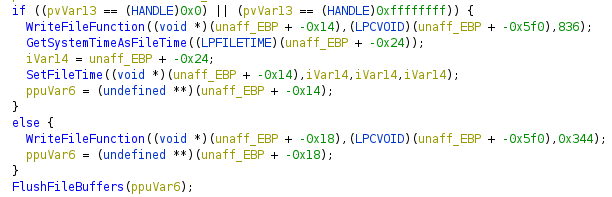 if ((pvVar13 == (HANDLE)0x0) || (pvVar13 == (HANDLE)0xffffffff)) {
WriteFileFunction((void *)(unaff_EBP + -0x14),(LPCVOID)(unaff_EBP + -0x5f0),836);
GetSystemTimeAsFileTime((LPFILETIME)(unaff_EBP + -0x24));
iVar14 = unaff_EBP + -0x24;
SetFileTime((void *)(unaff_EBP + -0x14),iVar14,iVar14,iVar14);
ppuVar6 = (undefined **)(unaff_EBP + -0x14);
}
else {
WriteFileFunction((void *)(unaff_EBP + -0x18),(LPCVOID)(unaff_EBP + -0x5f0),0x344);
ppuVar6 = (undefined **)(unaff_EBP + -0x18);
}
FlushFileBuffers(ppuVar6);